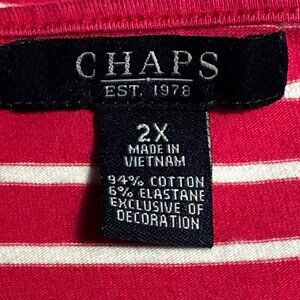 CHAPS
EST. 1978
2X
MADE IN
VIETNAM
94% COTTON
6% ELASTANE
EXCLUSIVE OF
DECORATION